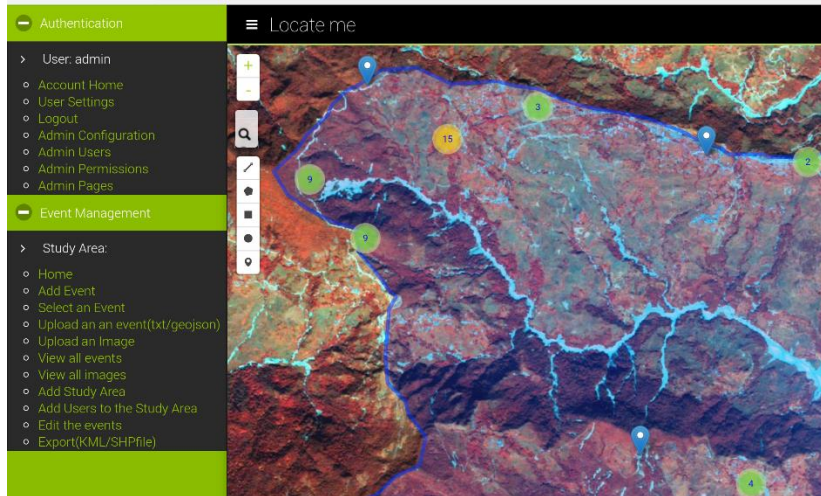 Authentication
User: admin
Account Home
User Settings
Logout
Admin Configuration
Admin Users
Admin Permissions
Admin Pages
Event Management
Study Area:
Home
Add Event
Select an Event
Upload an an event(txt/geojson)
Upload an Image
View all events
View all images
Add Study Area
Add Users to the Study Area
Edit the events
Export(KML/SHPfile)
Locate me
+
-
3
15
2
9
9
4